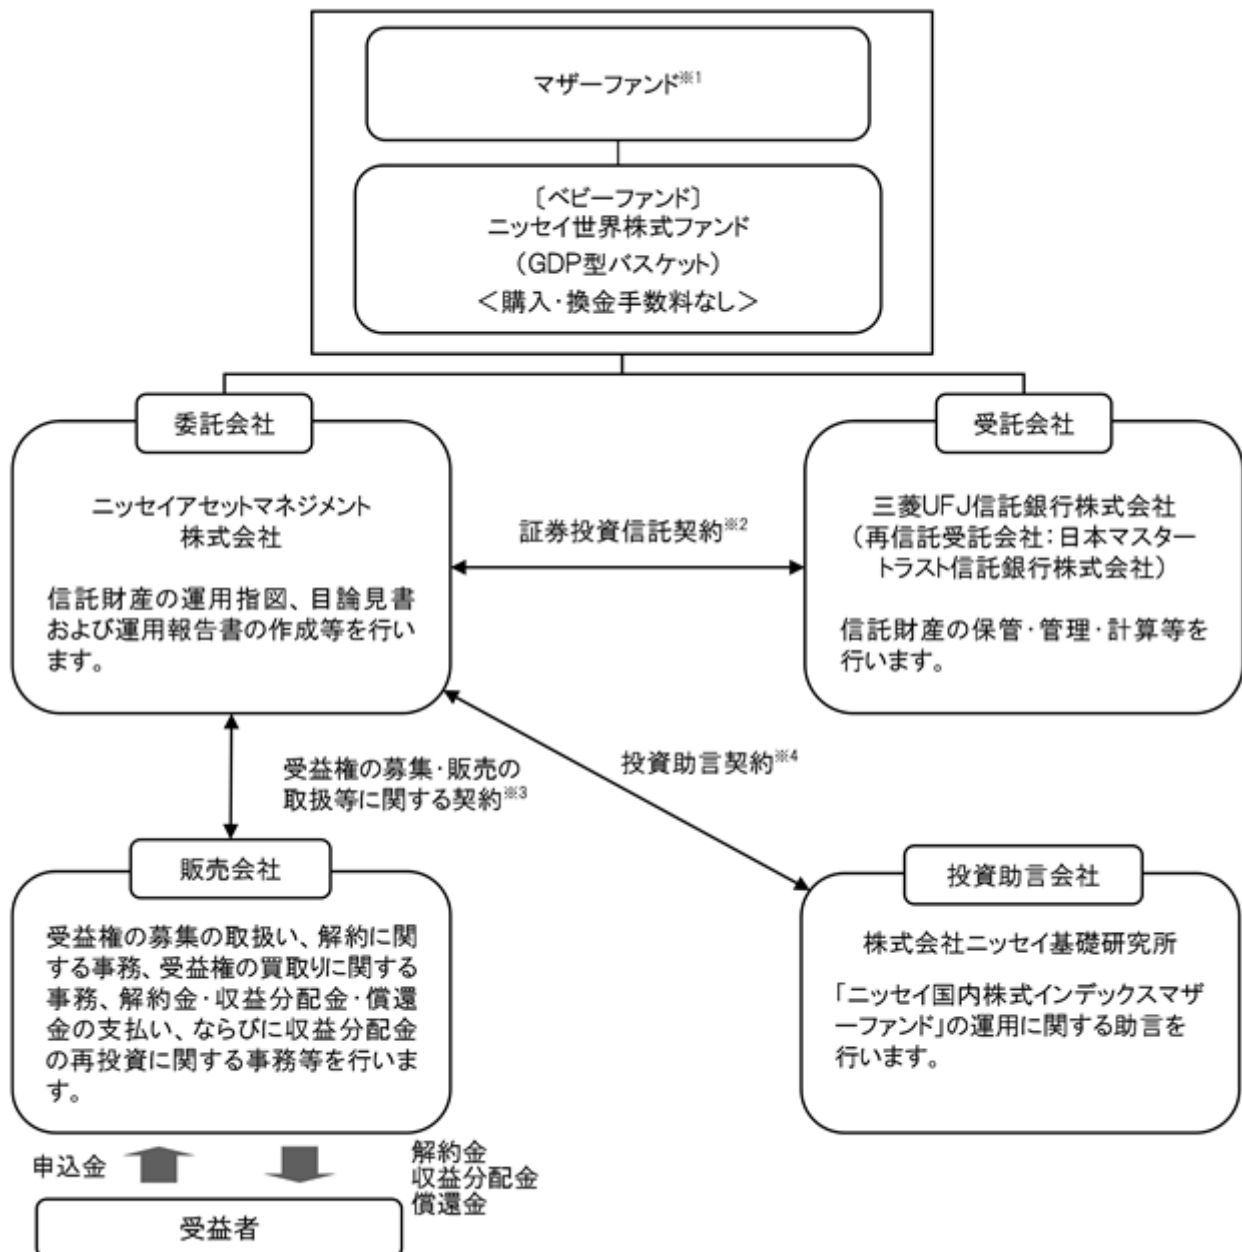 マザーファンド※1
〔ベビーファンド〕
ニッセイ世界株式ファンド
（GDP型バスケット）
＜購入・換金手数料なし＞
委託会社
ニッセイアセットマネジメント
株式会社
信託財産の運用指図、目論見書
および運用報告書の作成等を行い
ます。
証券投資信託契約※2
受託会社
三菱UFJ信託銀行株式会社
（再信託受託会社：日本マスター
トラスト信託銀行株式会社）
信託財産の保管・管理・計算等を
行います。
受益権の募集・販売の
取扱等に関する契約※3
投資助言契約※4
販売会社
受益権の募集の取扱い、解約に関
する事務、受益権の買取りに関する
事務、解約金・収益分配金・償還
金の支払い、ならびに収益分配金
の再投資に関する事務等を行いま
す。
投資助言会社
株式会社ニッセイ基礎研究所
「ニッセイ国内株式インデックスマザ
ーファンド」の運用に関する助言を
行います。
申込金
解約金
収益分配金
償還金
受益者